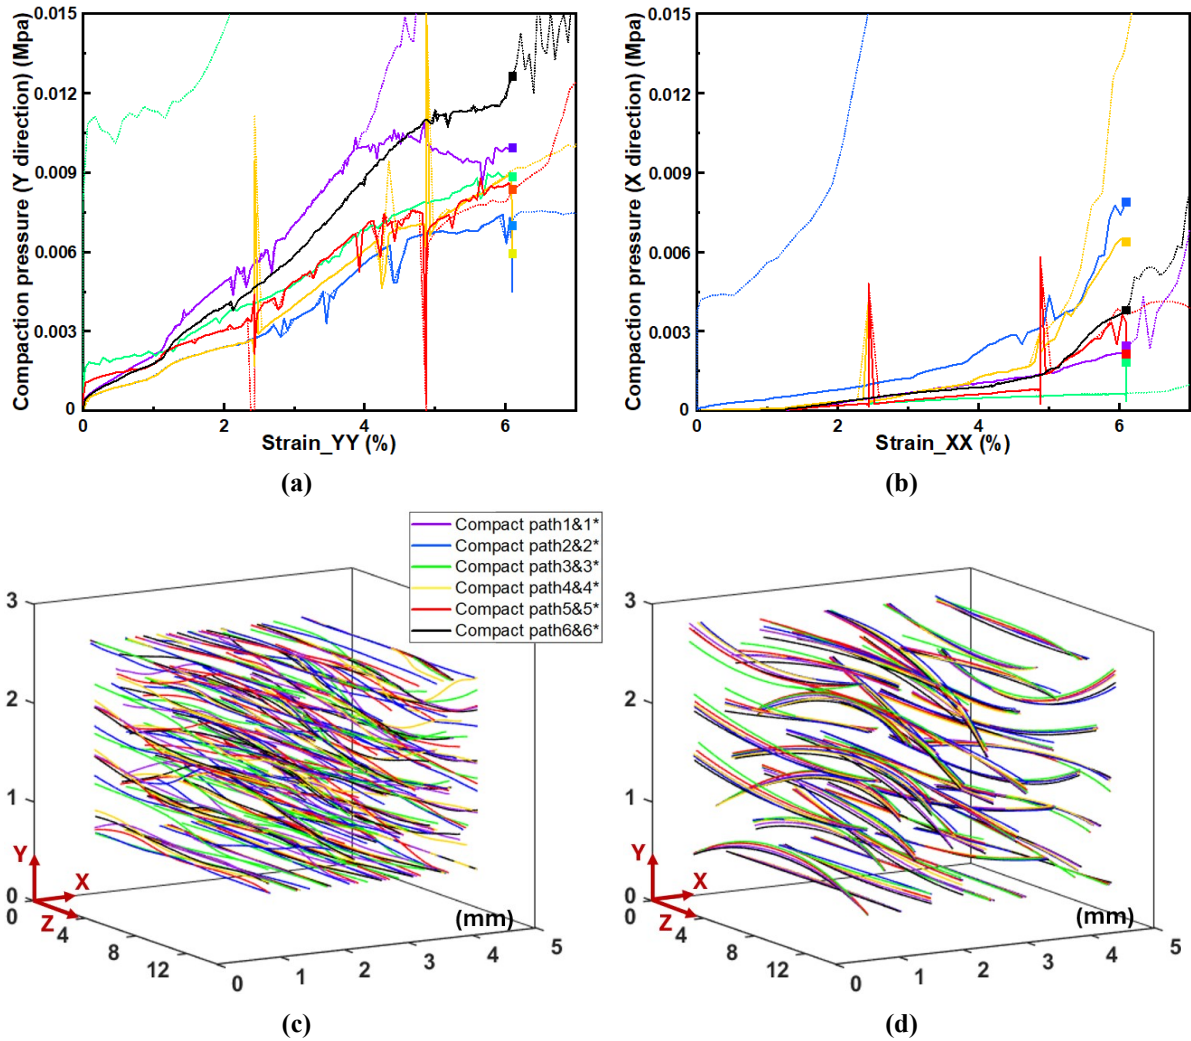 0.015
0.012
0.009
0.006
0.003
0
0 2 4 6
Compaction pressure (Y direction) (Mpa)
Strain_YY (%)
(a)
0.015
0.012
0.009
0.006
0.003
0
0 2 4 6
Compaction pressure (X direction) (Mpa)
Strain_XX (%)
(b)
Compact path1&1*
Compact path2&2*
Compact path3&3*
Compact path4&4*
Compact path5&5*
Compact path6&6*
3
2
1
0
0
4
8
12
0
1
2
3
4
5
Y
X
Z
(mm)
(c)
3
2
1
0
0
4
8
12
0
1
2
3
4
5
Y
X
Z
(mm)
(d)